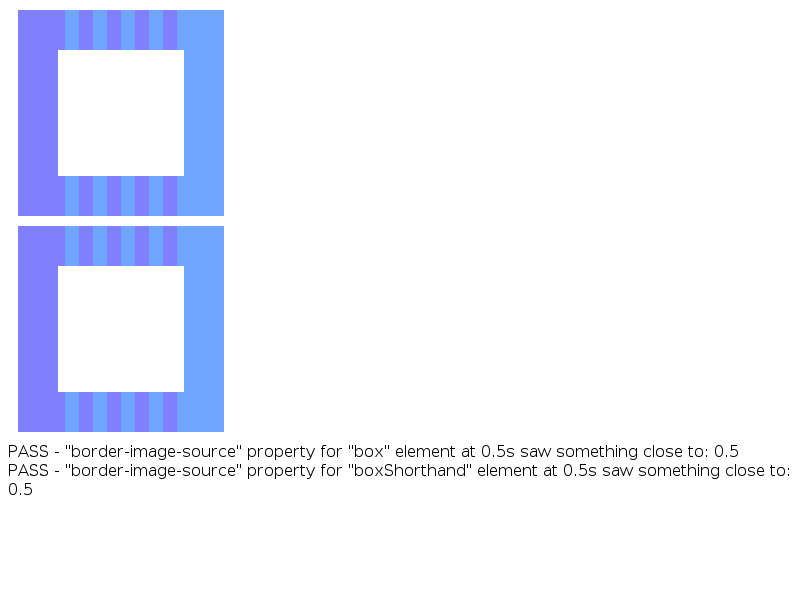 PASS - "border-image-source" property for "box" element at 0.5s saw something close to: 0.5
PASS - "border-image-source" property for "boxShorthand" element at 0.5s saw something close to:
0.5